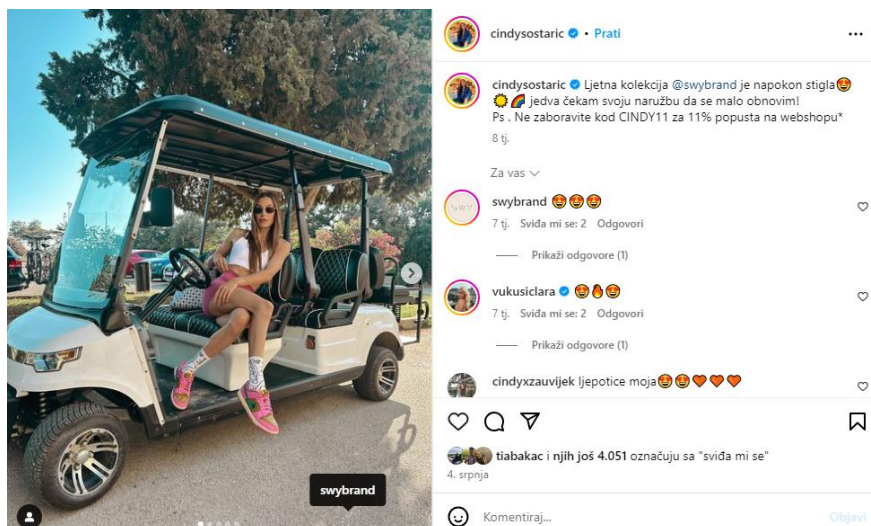 cindysostaric • Prati
cindysostaric Ljetna kolekcija @swybrand je napokon stigla🤩
🌞🌈 jedva čekam svoju naružbu da se malo obnovim!
Ps . Ne zaboravite kod CINDY11 za 11% popusta na webshopu*
8 tj.
Za vas
swybrand 🤩🤩🤩
7 tj. Sviđa mi se: 2 Odgovori
Prikaži odgovore (1)
vukusiclara 🤩🔥🤩
7 tj. Sviđa mi se: 2 Odgovori
Prikaži odgovore (1)
cindyxzauvijek ljepotice moja🤩🤩❤️❤️❤️
tiabakac i njih još 4.051 označuju sa "sviđa mi se"
4. srpnja
swybrand
Komentiraj...
Objavi